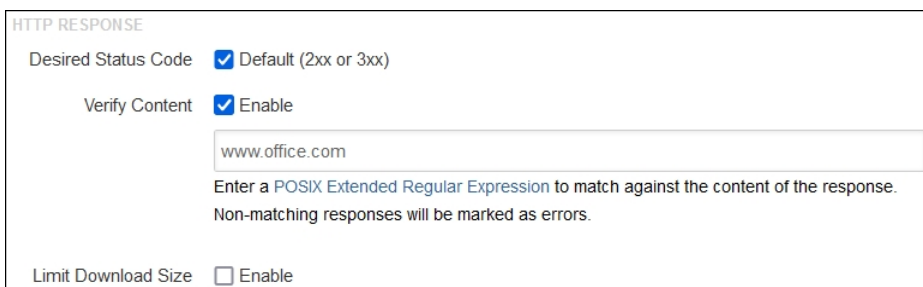 HTTP RESPONSE
Desired Status Code Default (2xx or 3xx)
Verify Content Enable
www.office.com
Enter a POSIX Extended Regular Expression to match against the content of the response.
Non-matching responses will be marked as errors.
Limit Download Size Enable